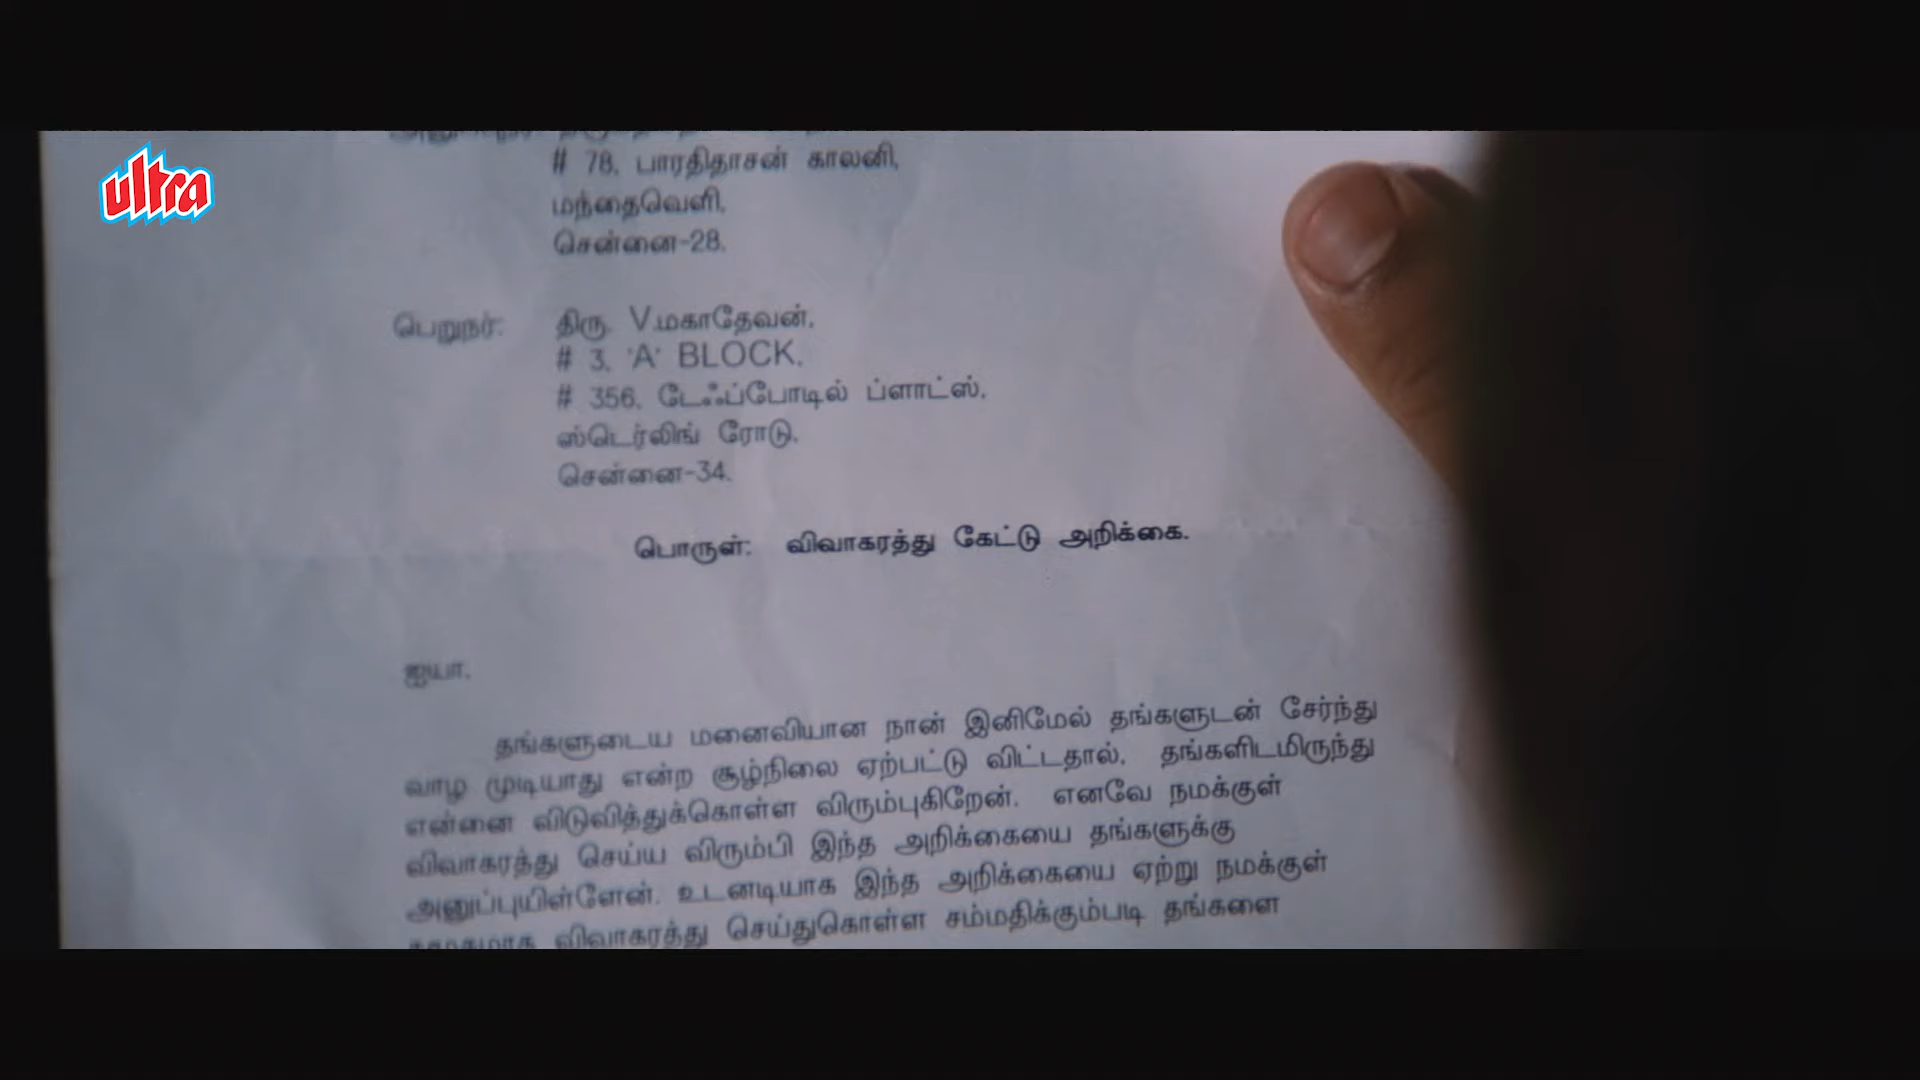 ultra
# 78, பாரதிதாசன் காலனி,
மந்தைவெளி,
சென்னை-28.
பெறுநர்:  திரு. V.மகாதேவன்,
# 3, 'A' BLOCK,
# 356, டேஃப்போடில் ப்ளாட்ஸ்,
ஸ்டெர்லிங் ரோடு,
சென்னை-34.
பொருள்:  விவாகரத்து கேட்டு அறிக்கை.
ஐயா,
தங்களுடைய மனைவியான நான் இனிமேல் தங்களுடன் சேர்ந்து
வாழ முடியாது என்ற சூழ்நிலை ஏற்பட்டு விட்டதால், தங்களிடமிருந்து
என்னை விடுவித்துக்கொள்ள விரும்புகிறேன். எனவே நமக்குள்
விவாகரத்து செய்ய விரும்பி இந்த அறிக்கையை தங்களுக்கு
அனுப்புயிள்ளேன். உடனடியாக இந்த அறிக்கையை ஏற்று நமக்குள்
விவாகரத்து செய்துகொள்ள சம்மதிக்கும்படி தங்களை